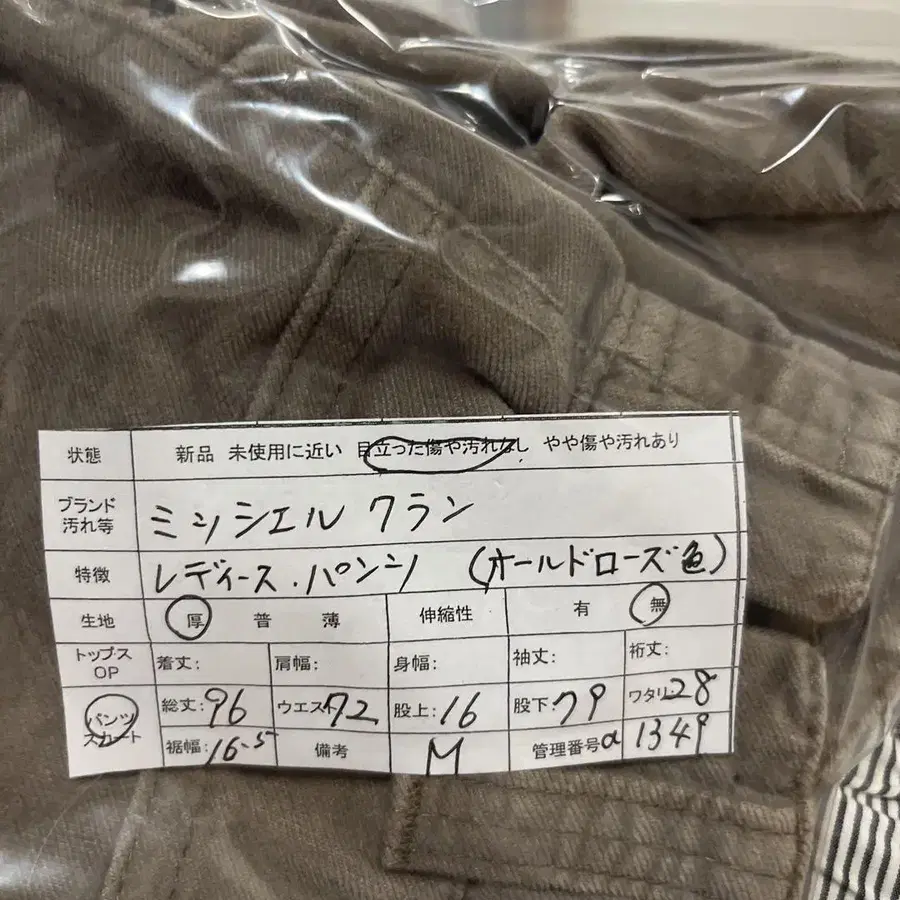 状態 新品 未使用に近い 目立った傷や汚れなし やや傷や汚れあり
ブランド
汚れ等 ミッシェルクラン
特徴 レディース.パンツ (オールドローズ色)
生地 厚 普 薄 伸縮性 有 無
トップ・ス
OP 着丈: 肩幅: 身幅: 袖丈: 裄丈:
パンツ
スカート 総丈:96 ウエスト72 股上:16 股下79 ワタリ:28
裾幅:16.5 備考 M 管理番号a1349